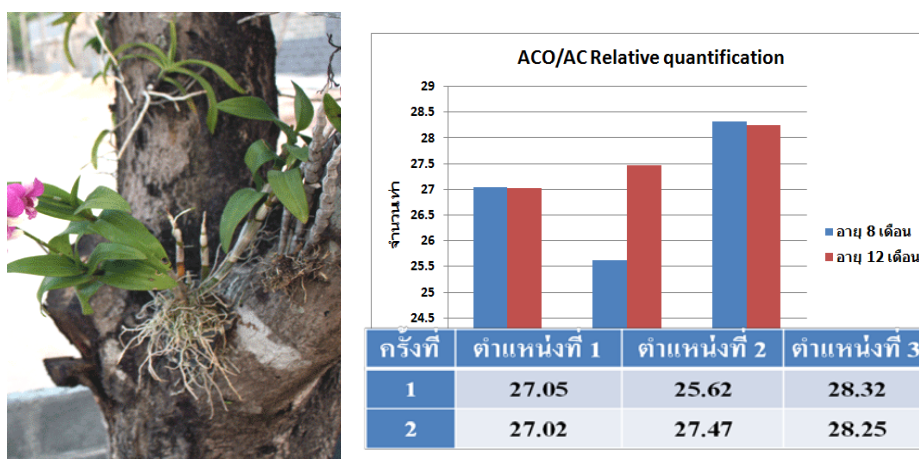 ACO/AC Relative quantification
29
28.5
28
27.5
27
26.5
26
25.5
25
24.5
จำนวนเท่า
อายุ 8 เดือน
อายุ 12 เดือน
ครั้งที่ ตำแหน่งที่ 1 ตำแหน่งที่ 2 ตำแหน่งที่ 3
1 27.05 25.62 28.32
2 27.02 27.47 28.25